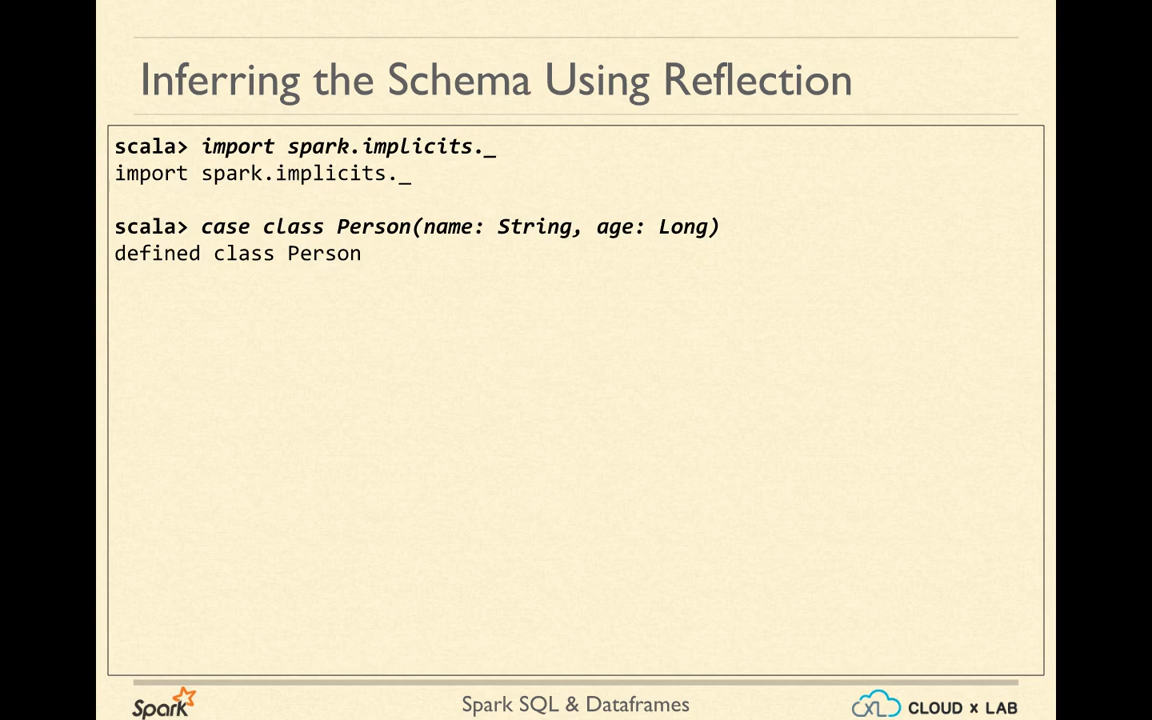 Inferring the Schema Using Reflection
scala> import spark.implicits._
import spark.implicits._
scala> case class Person(name: String, age: Long)
defined class Person
Spark
Spark SQL & Dataframes
CXL CLOUD x LAB